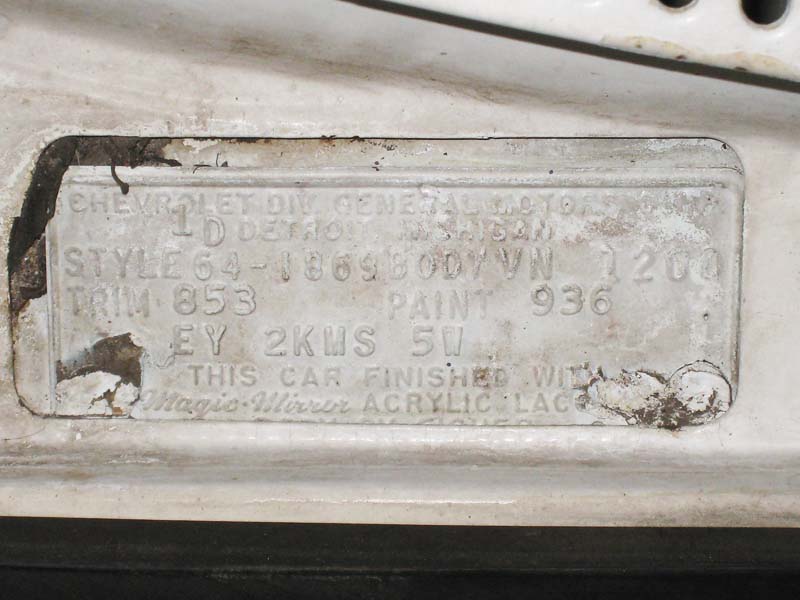 CHEVROLET DIV. GENERAL MOTORS CORP.
1D DETROIT, MICHIGAN
STYLE 64-1869 BODY VN 1200
TRIM 853 PAINT 936
EY 2KMS 5W
THIS CAR FINISHED WITH
Magic-Mirror ACRYLIC